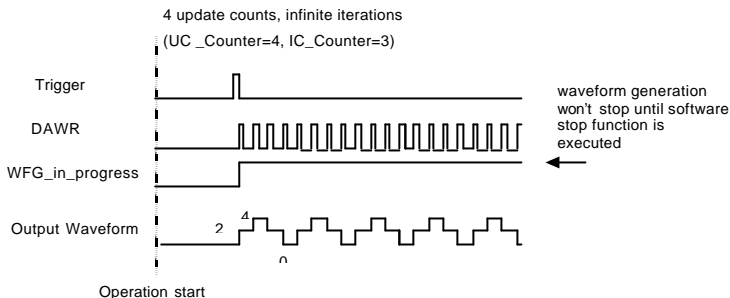 4 update counts, infinite iterations
(UC _Counter=4, IC_Counter=3)
Trigger
DAWR
WFG_in_progress
Output Waveform
2
4
0
waveform generation
won't stop until software
stop function is
executed
Operation start